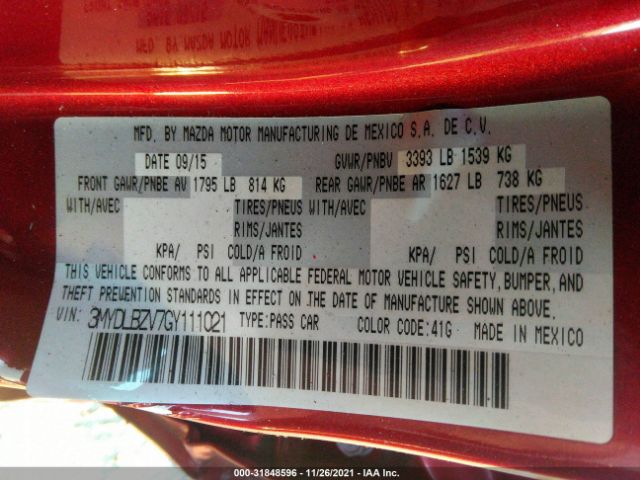 MFD. BY MAZDA MOTOR MANUFACTURING DE MEXICO S.A. DE C.V.
DATE 09/15 GVWR/PNBV 3393 LB 1539 KG
FRONT GAWR/PNBE AV 1795 LB 814 KG REAR GAWR/PNBE AR 1627 LB 738 KG
WITH/AVEC TIRES/PNEUS WITH/AVEC TIRES/PNEUS
RIMS/JANTES RIMS/JANTES
KPA/ PSI COLD/A FROID KPA/ PSI COLD/A FROID
THIS VEHICLE CONFORMS TO ALL APPLICABLE FEDERAL MOTOR VEHICLE SAFETY, BUMPER, AND
THEFT PREVENTION STANDARDS IN EFFECT ON THE DATE OF MANUFACTURE SHOWN ABOVE.
VIN: 3MYDLBZV7GY111021 TYPE:PASS CAR COLOR CODE:41G MADE IN MEXICO
000-31848596 - 11/26/2021 - IAA Inc.